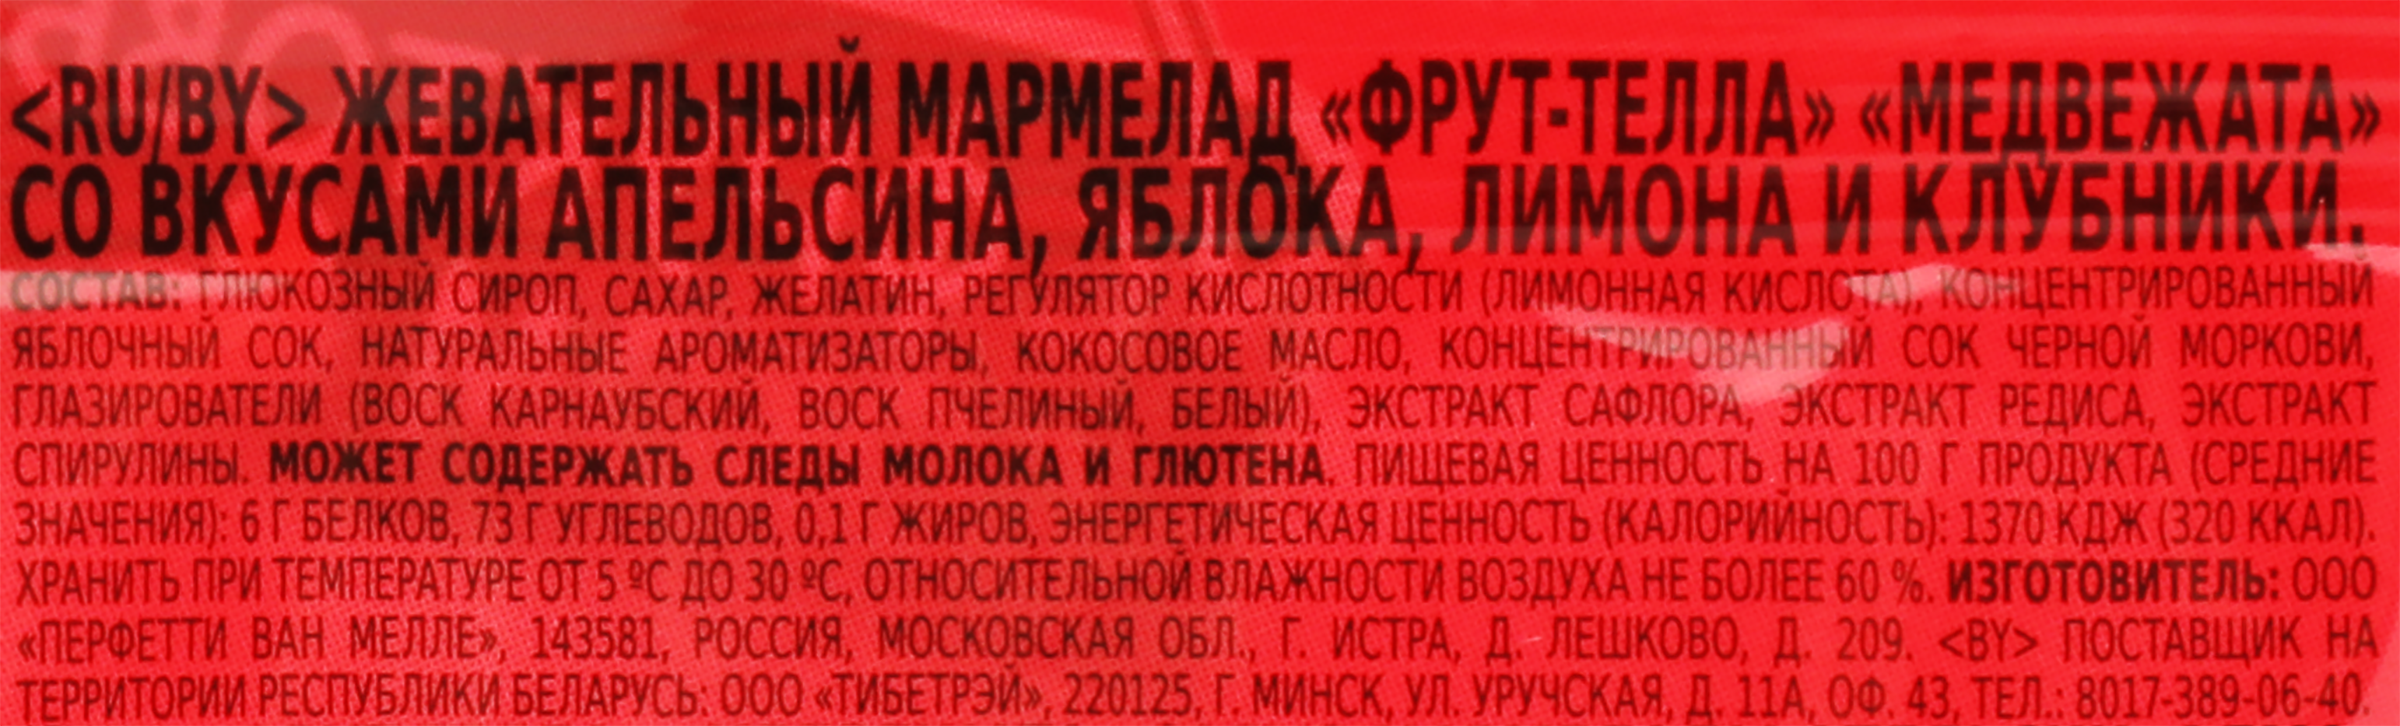 <RU/BY> ЖЕВАТЕЛЬНЫЙ МАРМЕЛАД «ФРУТ-ТЕЛЛА» «МЕДВЕЖАТА»
СО ВКУСАМИ АПЕЛЬСИНА, ЯБЛОКА, ЛИМОНА И КЛУБНИКИ.
СОСТАВ: ГЛЮКОЗНЫЙ СИРОП, САХАР, ЖЕЛАТИН, РЕГУЛЯТОР КИСЛОТНОСТИ (ЛИМОННАЯ КИСЛОТА), КОНЦЕНТРИРОВАННЫЙ
ЯБЛОЧНЫЙ СОК, НАТУРАЛЬНЫЕ АРОМАТИЗАТОРЫ, КОКОСОВОЕ МАСЛО, КОНЦЕНТРИРОВАННЫЙ СОК ЧЕРНОЙ МОРКОВИ,
ГЛАЗИРОВАТЕЛИ (ВОСК КАРНАУБСКИЙ, ВОСК ПЧЕЛИНЫЙ, БЕЛЫЙ), ЭКСТРАКТ САФЛОРА, ЭКСТРАКТ РЕДИСА, ЭКСТРАКТ
СПИРУЛИНЫ. МОЖЕТ СОДЕРЖАТЬ СЛЕДЫ МОЛОКА И ГЛЮТЕНА. ПИЩЕВАЯ ЦЕННОСТЬ НА 100 Г ПРОДУКТА (СРЕДНИЕ
ЗНАЧЕНИЯ): 6 Г БЕЛКОВ, 73 Г УГЛЕВОДОВ, 0,1 Г ЖИРОВ, ЭНЕРГЕТИЧЕСКАЯ ЦЕННОСТЬ (КАЛОРИЙНОСТЬ): 1370 КДЖ (320 ККАЛ).
ХРАНИТЬ ПРИ ТЕМПЕРАТУРЕ ОТ 5 ºС ДО 30 ºС, ОТНОСИТЕЛЬНОЙ ВЛАЖНОСТИ ВОЗДУХА НЕ БОЛЕЕ 60 %. ИЗГОТОВИТЕЛЬ: ООО
«ПЕРФЕТТИ ВАН МЕЛЛЕ», 143581, РОССИЯ, МОСКОВСКАЯ ОБЛ., Г. ИСТРА, Д. ЛЕШКОВО, Д. 209. <BY> ПОСТАВЩИК НА
ТЕРРИТОРИИ РЕСПУБЛИКИ БЕЛАРУСЬ: ООО «ТИБЕТРЭЙ», 220125, Г. МИНСК, УЛ. УРУЧСКАЯ, Д. 11А, ОФ. 43, ТЕЛ.: 8017-389-06-40.